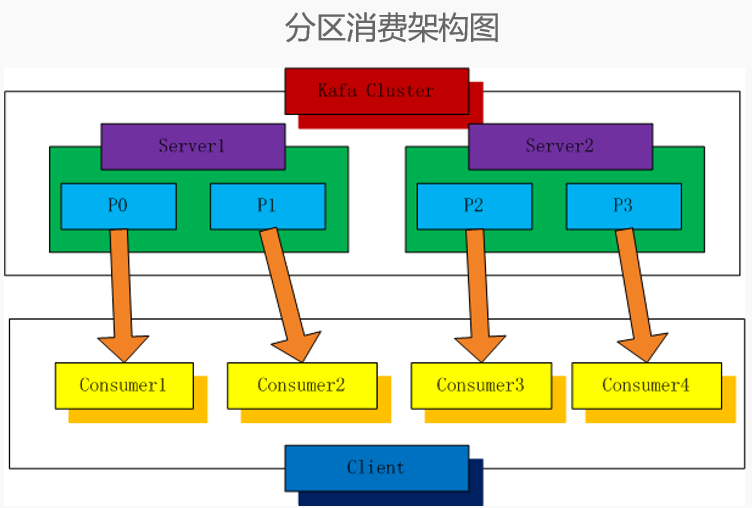 分区消费架构图
Kafa Cluster
Server1
Server2
P0
P1
P2
P3
Consumer1
Consumer2
Consumer3
Consumer4
Client